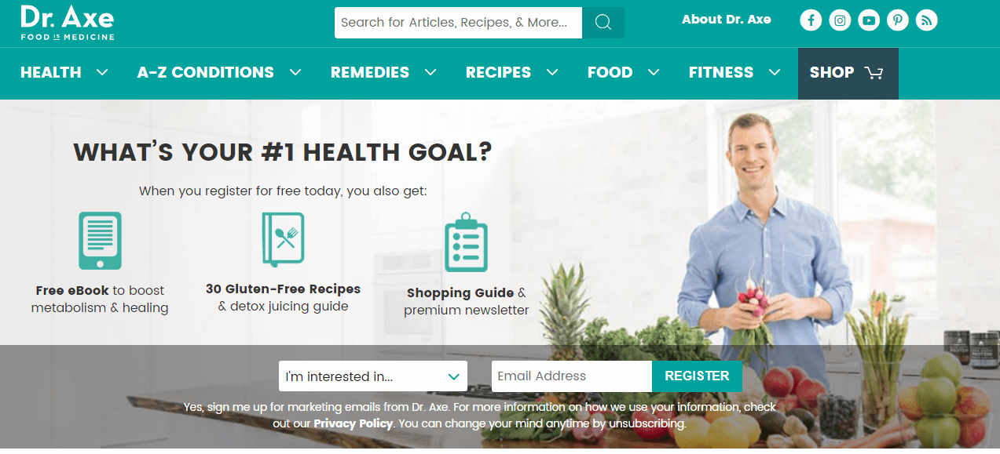 Dr. Axe
FOOD IS MEDICINE
Search for Articles, Recipes, & More...
About Dr. Axe
HEALTH
A-Z CONDITIONS
REMEDIES
RECIPES
FOOD
FITNESS
SHOP
WHAT'S YOUR #1 HEALTH GOAL?
When you register for free today, you also get:
Free eBook to boost
metabolism & healing
30 Gluten-Free Recipes
& detox juicing guide
Shopping Guide &
premium newsletter
I'm interested in...
Email Address
REGISTER
Yes, sign me up for marketing emails from Dr. Axe. For more information on how we use your information, check
out our Privacy Policy. You can change your mind anytime by unsubscribing.